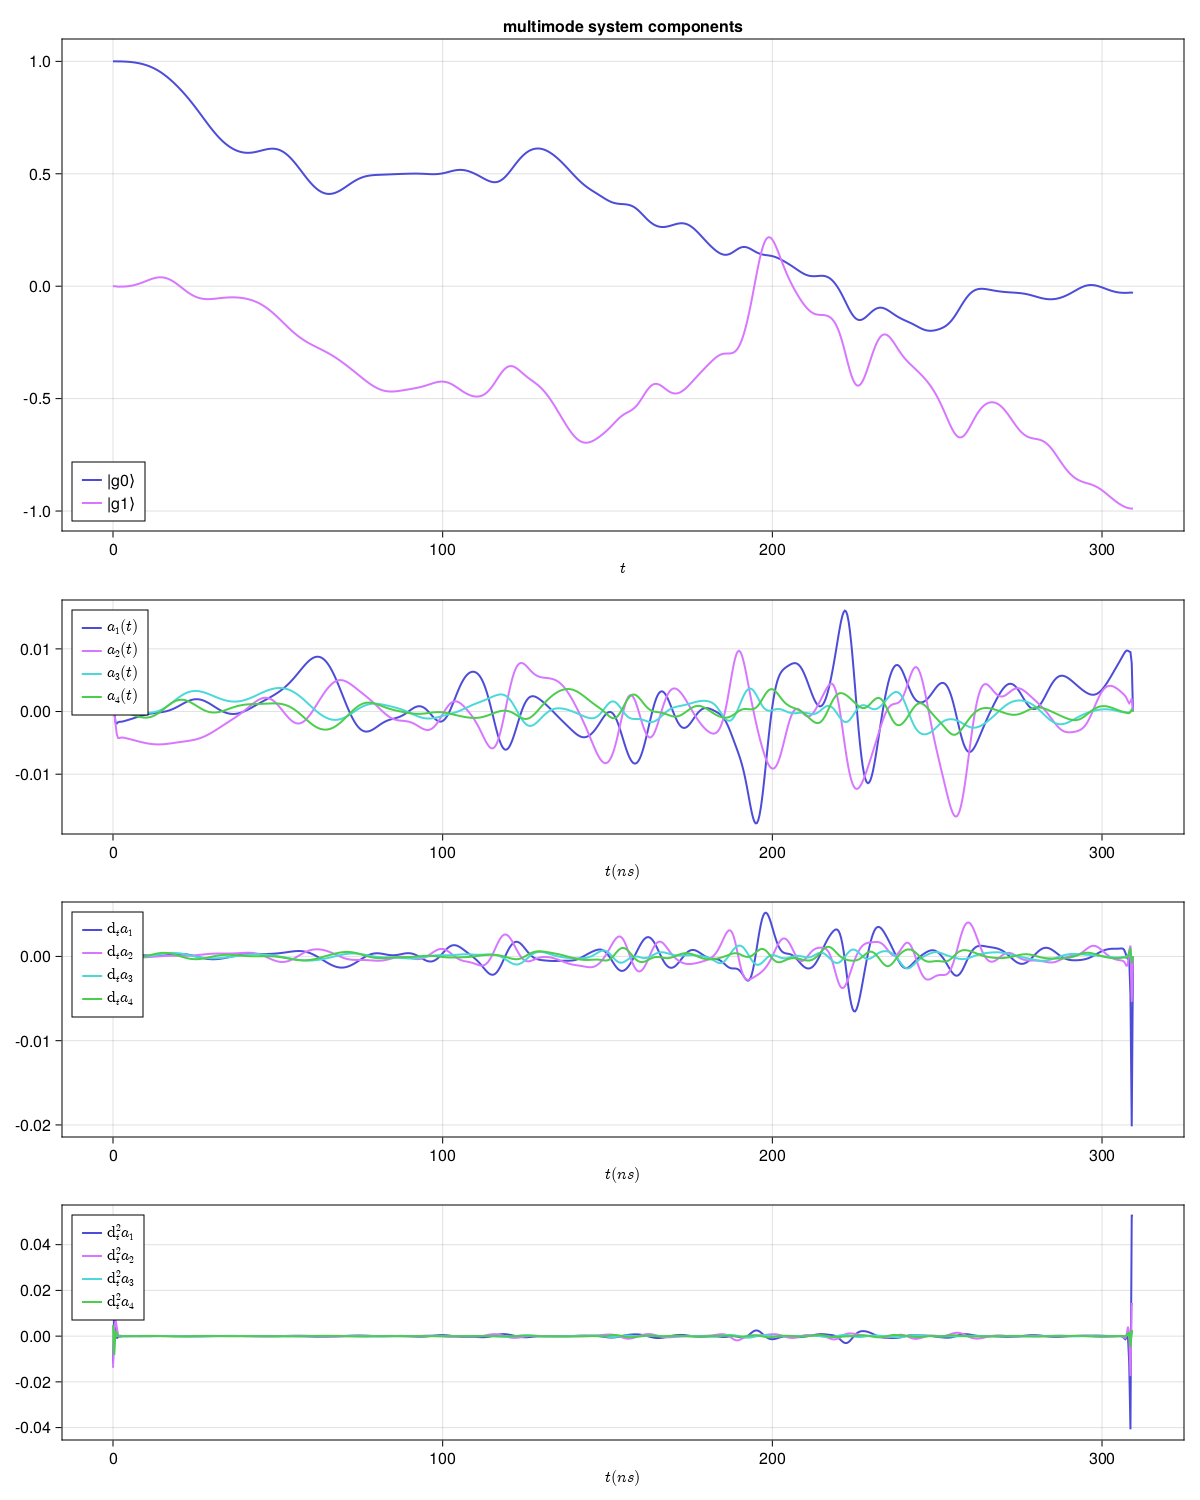 multimode system components
1.0
0.5
0.0
-0.5
-1.0
|g0⟩
|g1⟩
0 100 200 300
t
0.01
0.00
-0.01
a₁(t)
a₂(t)
a₃(t)
a₄(t)
0 100 200 300
t(ns)
0.00
-0.01
-0.02
dₜa₁
dₜa₂
dₜa₃
dₜa₄
0 100 200 300
t(ns)
0.04
0.02
0.00
-0.02
-0.04
d²ₜa₁
d²ₜa₂
d²ₜa₃
d²ₜa₄
0 100 200 300
t(ns)